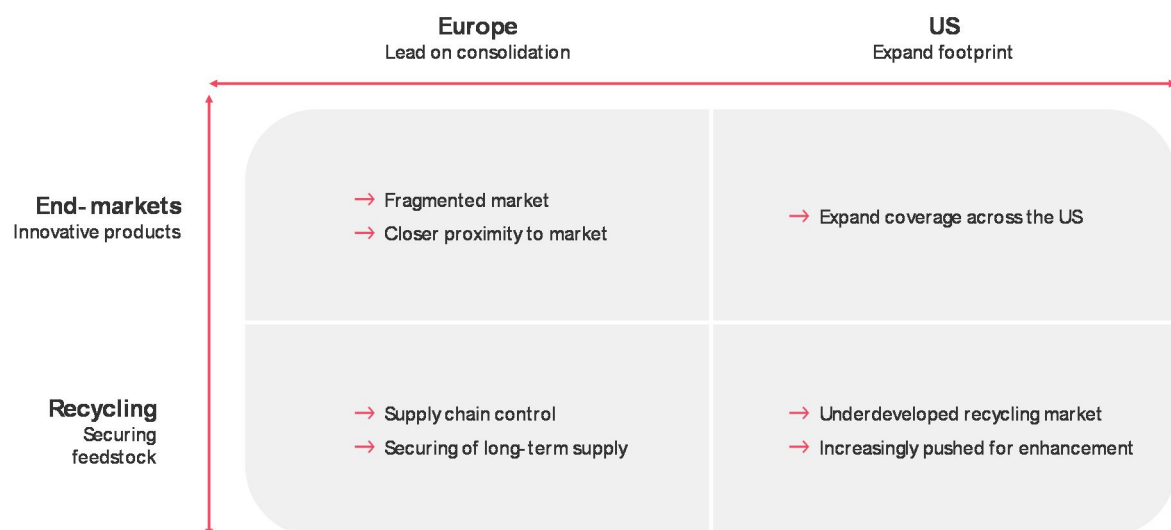 Europe
Lead on consolidation
US
Expand footprint
End-markets
Innovative products
→ Fragmented market
→ Closer proximity to market
→ Expand coverage across the US
Recycling
Securing
feedstock
→ Supply chain control
→ Securing of long-term supply
→ Underdeveloped recycling market
→ Increasingly pushed for enhancement